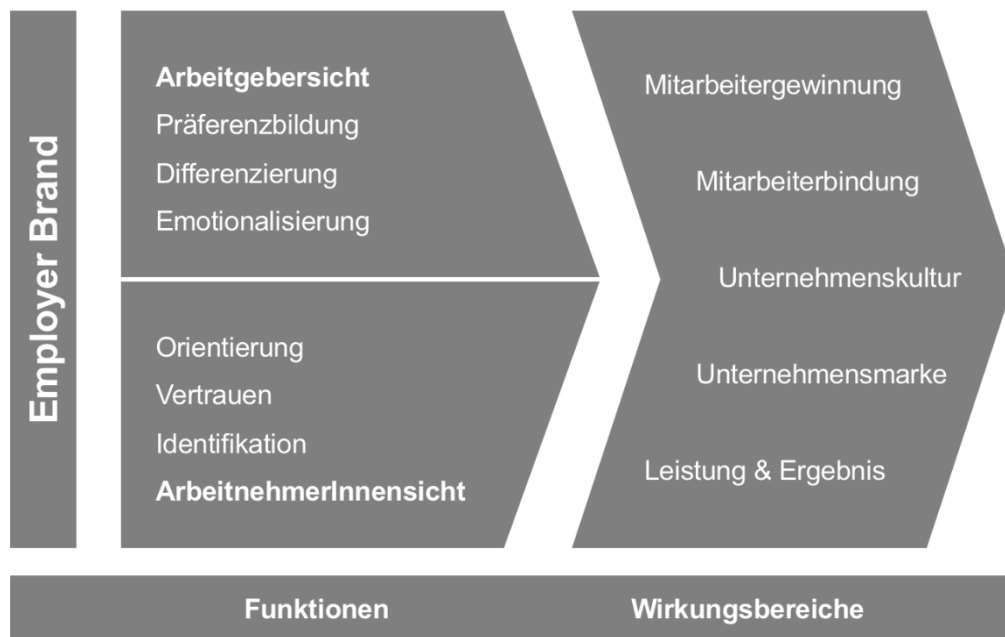 Employer Brand
Arbeitgebersicht
Präferenzbildung
Differenzierung
Emotionalisierung
Orientierung
Vertrauen
Identifikation
ArbeitnehmerInnensicht
Mitarbeitergewinnung
Mitarbeiterbindung
Unternehmenskultur
Unternehmensmarke
Leistung & Ergebnis
Funktionen
Wirkungsbereiche